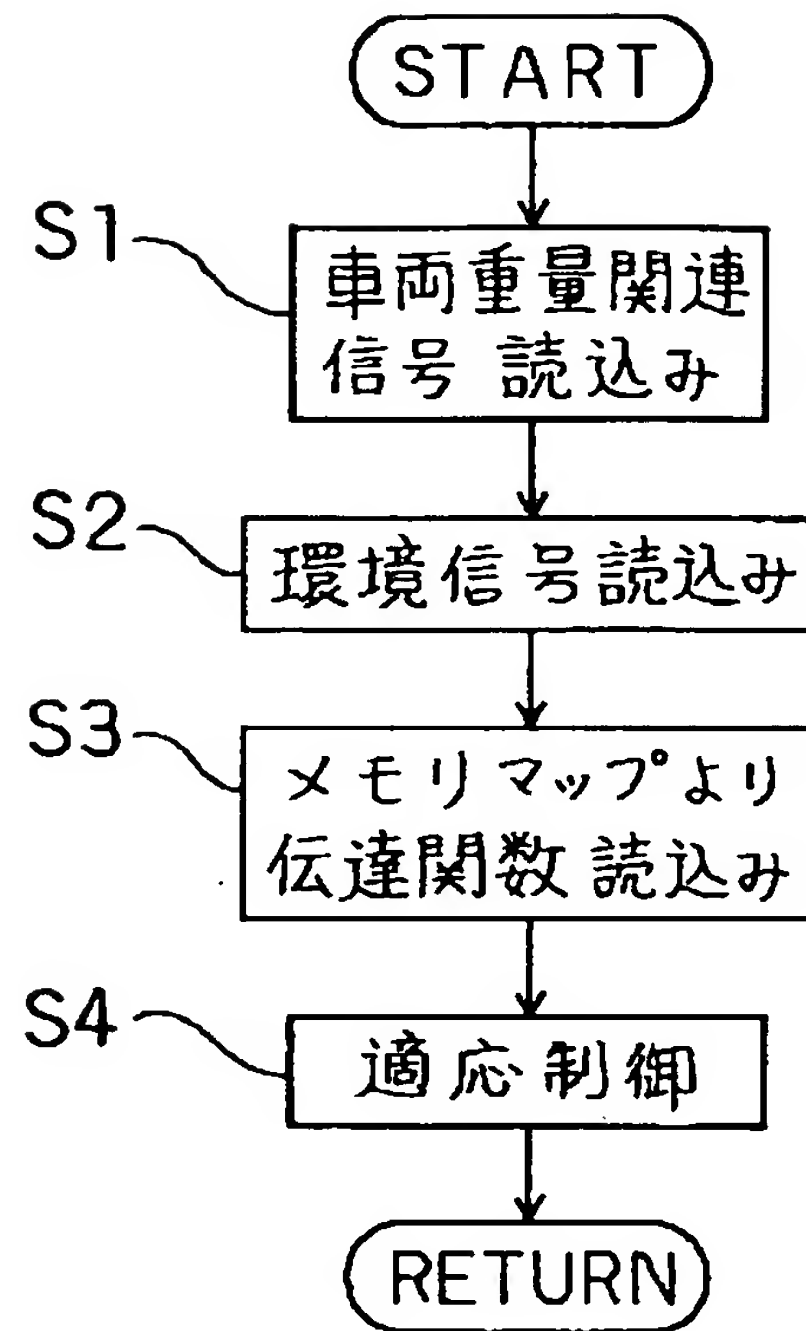 START
S1
車両重量関連
信号 読込み
S2
環境信号読込み
S3
メモリマップより
伝達関数 読込み
S4
適応制御
RETURN